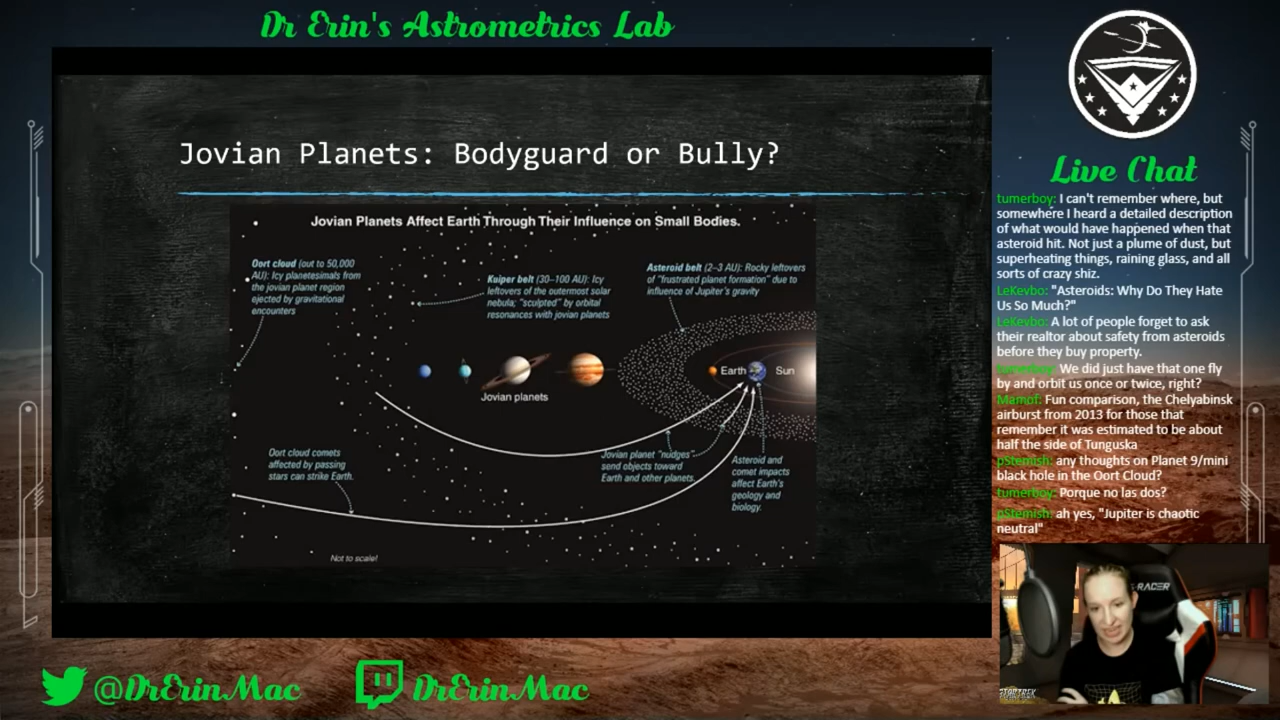 Dr Erin's Astrometrics Lab
Jovian Planets: Bodyguard or Bully?
Jovian Planets Affect Earth Through Their Influence on Small Bodies.
Oort cloud (out to 50,000
AU): Icy planetesimals from
the jovian planet region
ejected by gravitational
encounters
Kuiper belt (30–100 AU): Icy
leftovers of the outermost solar
nebula; "sculpted" by orbital
resonances with jovian planets
Asteroid belt (2–3 AU): Rocky leftovers
of "frustrated planet formation" due to
influence of Jupiter's gravity
Jovian planets
Earth
Sun
Oort cloud comets
affected by passing
stars can strike Earth.
Jovian planet "nudges"
send objects toward
Earth and other planets.
Asteroid and
comet impacts
affect Earth's
geology and
biology.
Not to scale!
Live Chat
tumerboy: I can't remember where, but
somewhere I heard a detailed description
of what would have happened when that
asteroid hit. Not just a plume of dust, but
superheating things, raining glass, and all
sorts of crazy shiz.
LeKevbo: "Asteroids: Why Do They Hate
Us So Much?"
LeKevbo: A lot of people forget to ask
their realtor about safety from asteroids
before they buy property.
tumerboy: We did just have that one fly
by and orbit us once or twice, right?
Mamof: Fun comparison, the Chelyabinsk
airburst from 2013 for those that
remember it was estimated to be about
half the side of Tunguska
pStemish: any thoughts on Planet 9/mini
black hole in the Oort Cloud?
tumerboy: Porque no las dos?
pStemish: ah yes, "Jupiter is chaotic
neutral"
RACER
STAR TREK
@DrErinMac
DrErinMac